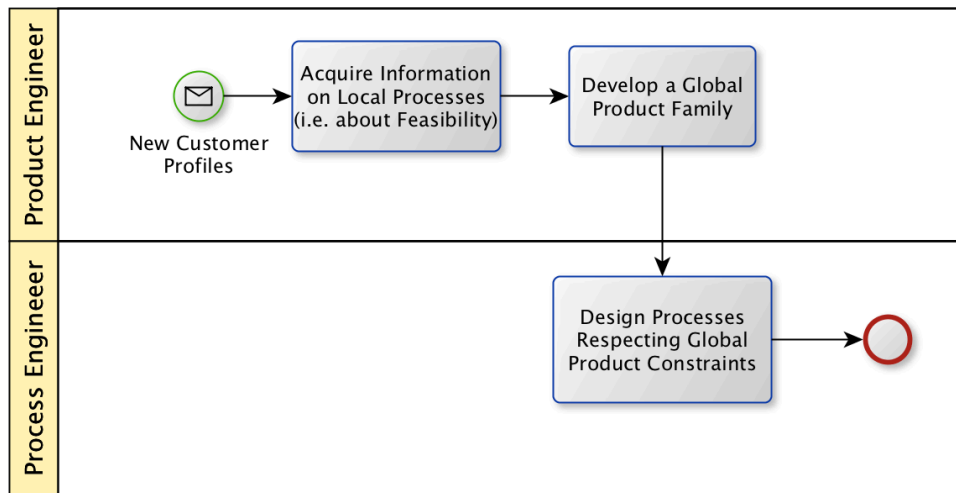 Product Engineer
New Customer
Profiles
Acquire Information
on Local Processes
(i.e. about Feasibility)
Develop a Global
Product Family
Process Engineer
Design Processes
Respecting Global
Product Constraints